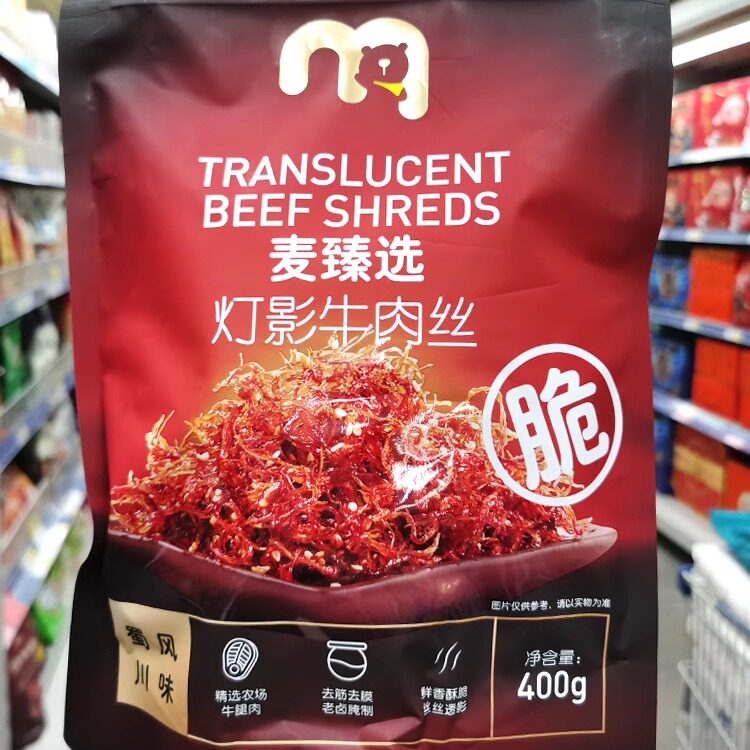 TRANSLUCENT
BEEF SHREDS
麦臻选
灯影牛肉丝
脆
图片仅供参考，请以实物为准
蜀风
川味
精选农场
牛腿肉
去筋去膜
老卤腌制
鲜香酥脆
丝丝透影
净含量：
400g